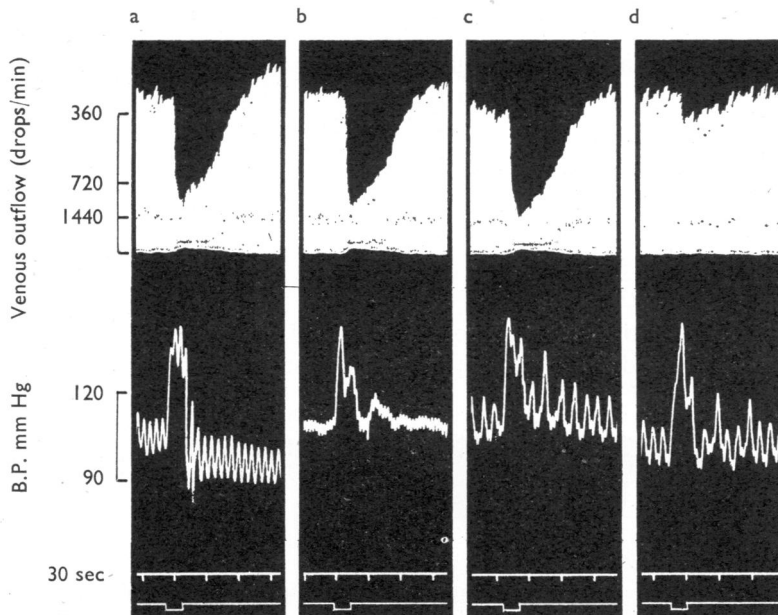 a b c d
Venous outflow (drops/min)
360
720
1440
B.P. mm Hg
120
90
30 sec